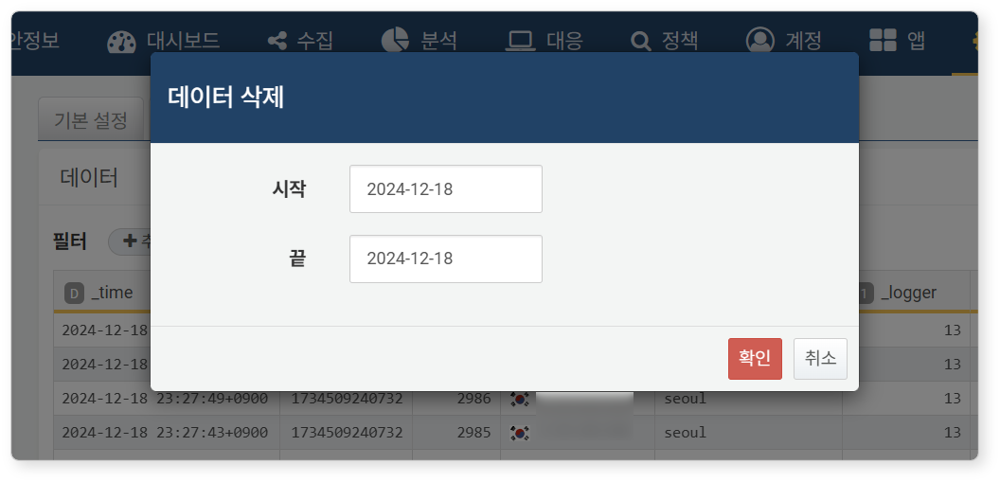 안정보 대시보드 수집 분석 대응 정책 계정 앱
데이터 삭제
기본 설정
시작 2024-12-18
데이터
필터
끝 2024-12-18
D _time _logger
2024-12-18 13
확인 취소
2024-12-18 13
2024-12-18 23:27:49+0900 1734509240732 2986 seoul 13
2024-12-18 23:27:43+0900 1734509240732 2985 seoul 13